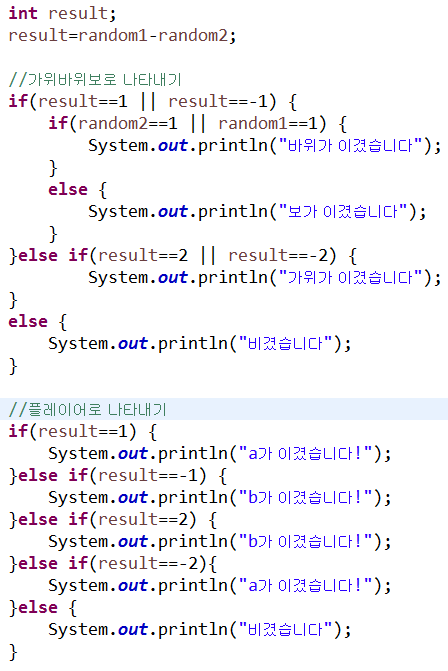 int result;
result=random1-random2;
//가위바위보로 나타내기
if(result==1 || result==-1) {
    if(random2==1 || random1==1) {
        System.out.println("바위가 이겼습니다");
    }
    else {
        System.out.println("보가 이겼습니다");
    }
}else if(result==2 || result==-2) {
        System.out.println("가위가 이겼습니다");
}
else {
    System.out.println("비겼습니다");
}
//플레이어로 나타내기
if(result==1) {
    System.out.println("a가 이겼습니다!");
}else if(result==-1) {
    System.out.println("b가 이겼습니다!");
}else if(result==2) {
    System.out.println("b가 이겼습니다!");
}else if(result==-2){
    System.out.println("a가 이겼습니다!");
}else {
    System.out.println("비겼습니다");
}